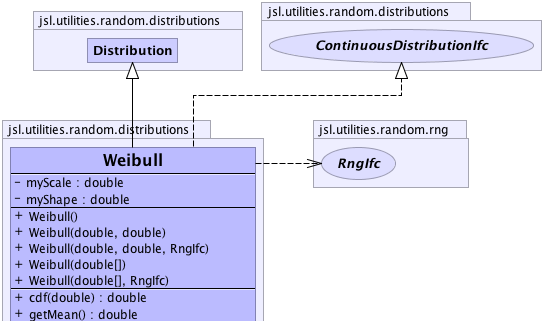 jsl.utilities.random.distributions
Distribution
jsl.utilities.random.distributions
ContinuousDistributionIfc
jsl.utilities.random.distributions
Weibull
- myScale : double
- myShape : double
+ Weibull()
+ Weibull(double, double)
+ Weibull(double, double, RngIfc)
+ Weibull(double[])
+ Weibull(double[], RngIfc)
+ cdf(double) : double
+ getMean() : double
jsl.utilities.random.rng
RngIfc